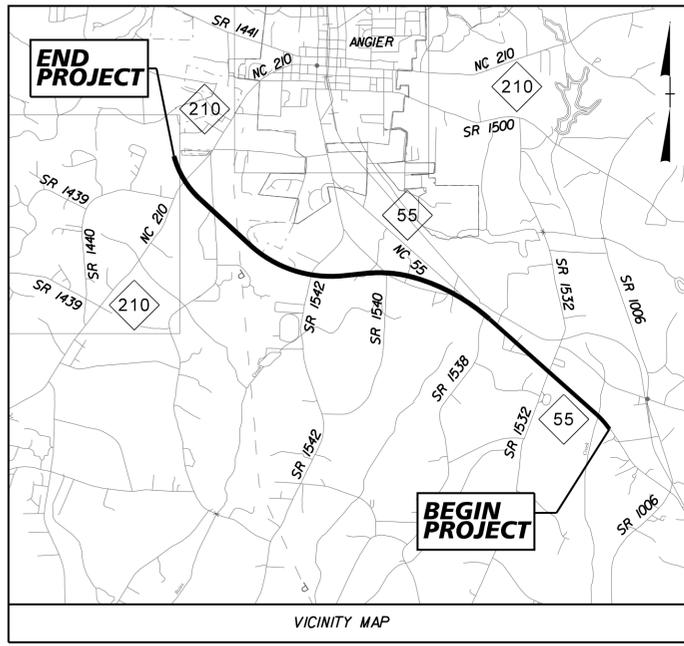 SR 1441
ANGIER
END
PROJECT
NC 210
NC 210
210
210
SR 1500
SR 1439
55
NC 210
SR 1440
NC 55
SR 1532
SR 1006
SR 1439
210
SR 1542
SR 1540
SR 1538
55
SR 1532
SR 1542
BEGIN
PROJECT
SR 1006
VICINITY MAP